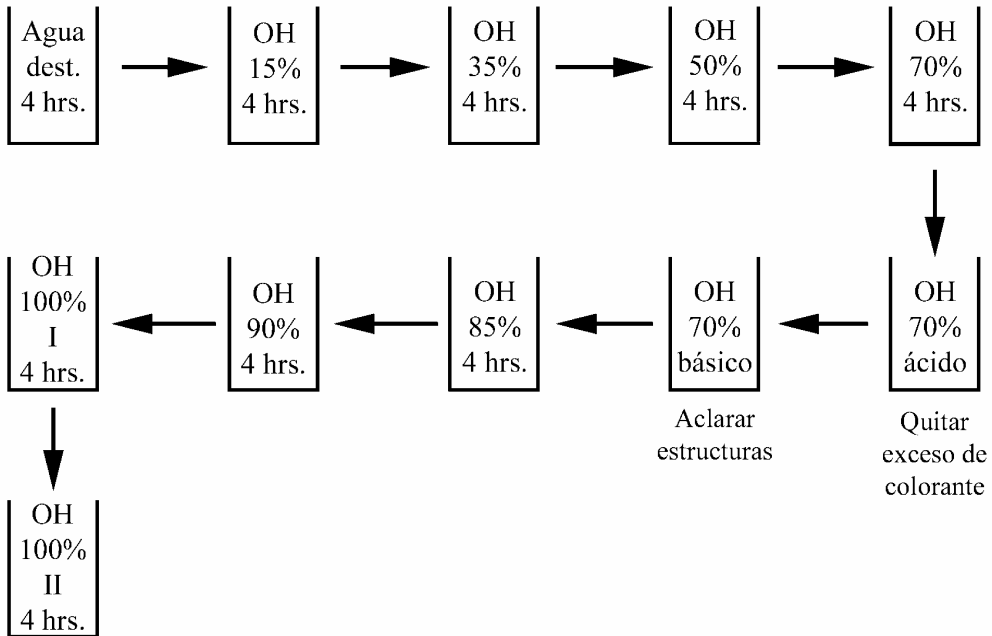 Agua
dest.
4 hrs.
OH
15%
4 hrs.
OH
35%
4 hrs.
OH
50%
4 hrs.
OH
70%
4 hrs.
OH
100%
I
4 hrs.
OH
90%
4 hrs.
OH
85%
4 hrs.
OH
70%
básico
OH
70%
ácido
Aclarar
estructuras
Quitar
exceso de
colorante
OH
100%
II
4 hrs.